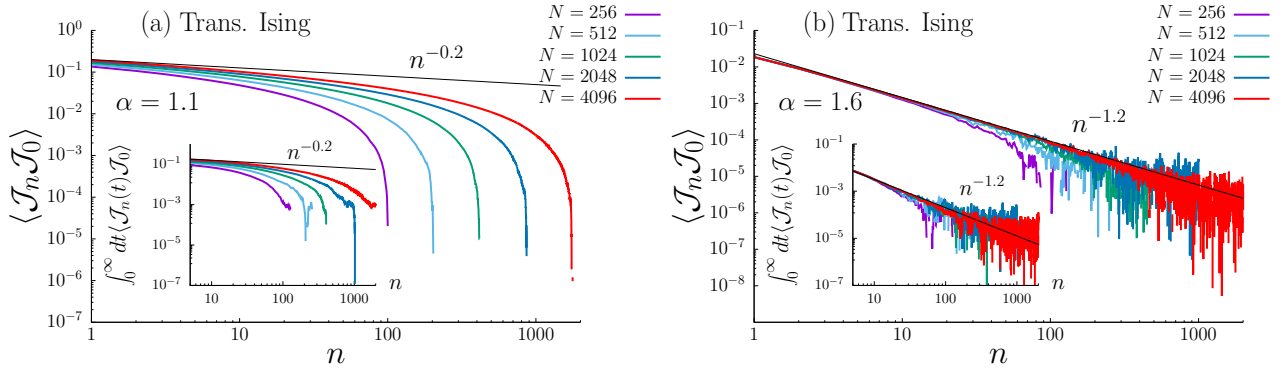 (a) Trans. Ising
N = 256
N = 512
N = 1024
N = 2048
N = 4096
10^0
10^{-1}
10^{-2}
10^{-3}
10^{-4}
10^{-5}
10^{-6}
10^{-7}
⟨𝒥_n𝒥_0⟩
n^{-0.2}
α = 1.1
10^{-1}
10^{-3}
10^{-5}
10^{-7}
∫_0^∞ dt⟨𝒥_n(t)𝒥_0⟩
n^{-0.2}
10 100 1000
n
1 10 100 1000
n
(b) Trans. Ising
N = 256
N = 512
N = 1024
N = 2048
N = 4096
10^0
10^{-1}
10^{-2}
10^{-3}
10^{-4}
10^{-5}
10^{-6}
10^{-7}
10^{-8}
⟨𝒥_n𝒥_0⟩
α = 1.6
n^{-1.2}
10^{-1}
10^{-3}
10^{-5}
10^{-7}
∫_0^∞ dt⟨𝒥_n(t)𝒥_0⟩
n^{-1.2}
10 100 1000
n
1 10 100 1000
n